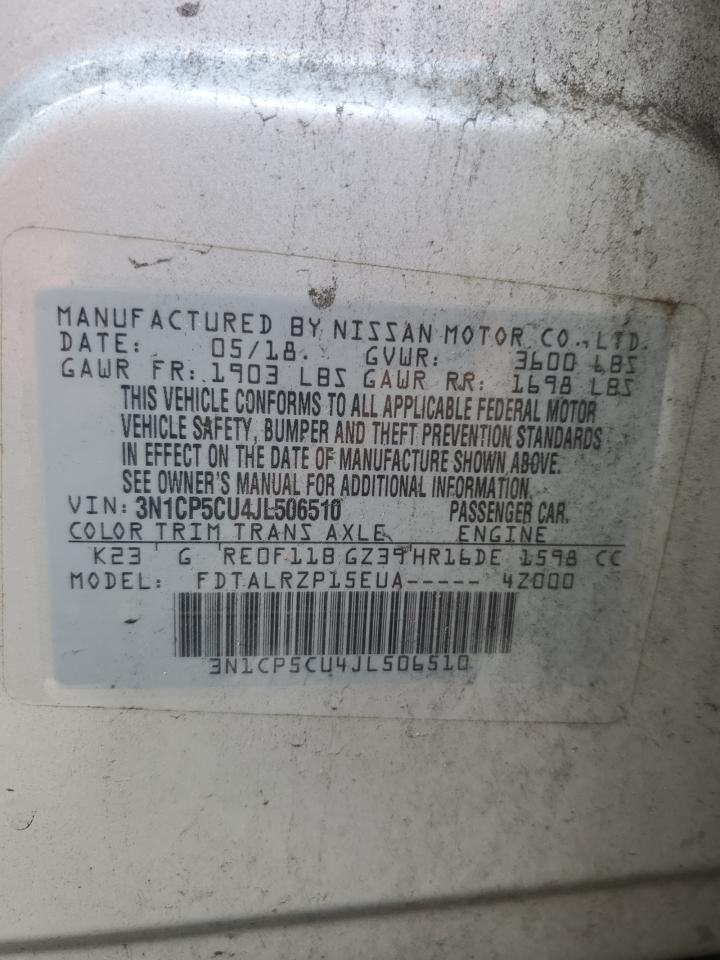 MANUFACTURED BY NISSAN MOTOR CO., LTD.
DATE: 05/18. GVWR: 3600 LBS
GAWR FR: 1903 LBS GAWR RR: 1698 LBS
THIS VEHICLE CONFORMS TO ALL APPLICABLE FEDERAL MOTOR
VEHICLE SAFETY, BUMPER AND THEFT PREVENTION STANDARDS
IN EFFECT ON THE DATE OF MANUFACTURE SHOWN ABOVE.
SEE OWNER'S MANUAL FOR ADDITIONAL INFORMATION.
VIN: 3N1CP5CU4JL506510 PASSENGER CAR.
COLOR TRIM TRANS AXLE ENGINE
K23 G RE0F11B GZ39 HR16DE 1598 CC
MODEL: FDTALRZP15EUA----- 4Z000
3N1CP5CU4JL506510